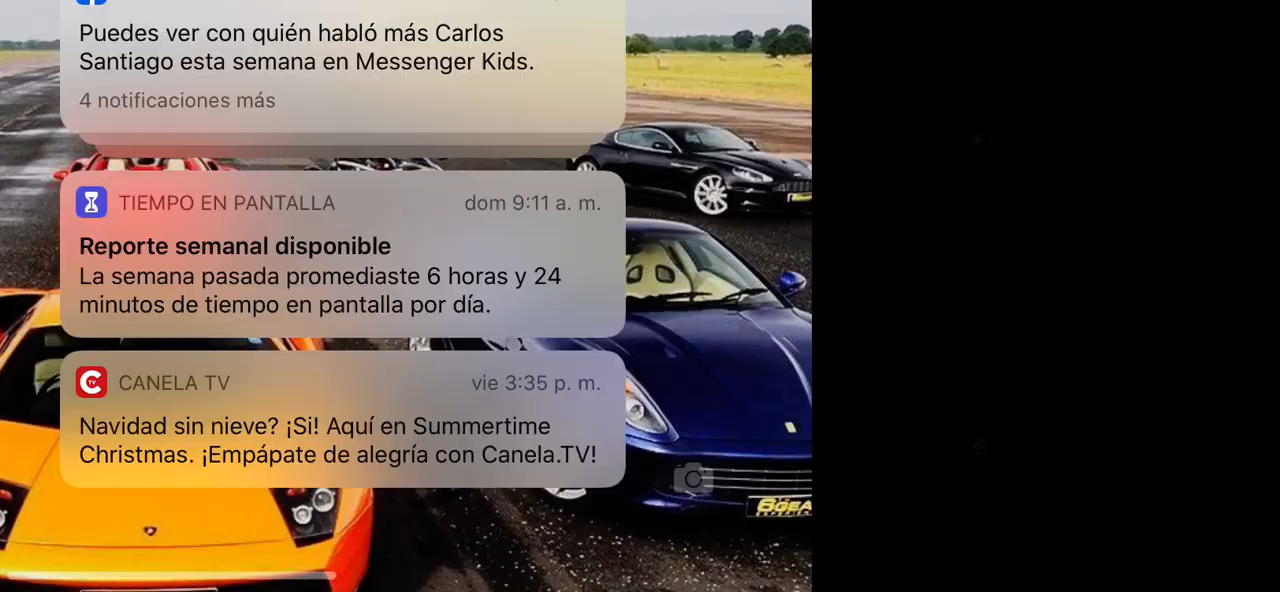 Puedes ver con quién habló más Carlos
Santiago esta semana en Messenger Kids.
4 notificaciones más
TIEMPO EN PANTALLA
dom 9:11 a. m.
Reporte semanal disponible
La semana pasada promediaste 6 horas y 24
minutos de tiempo en pantalla por día.
CANELA TV
vie 3:35 p. m.
Navidad sin nieve? ¡Si! Aquí en Summertime
Christmas. ¡Empápate de alegría con Canela.TV!
6GEA